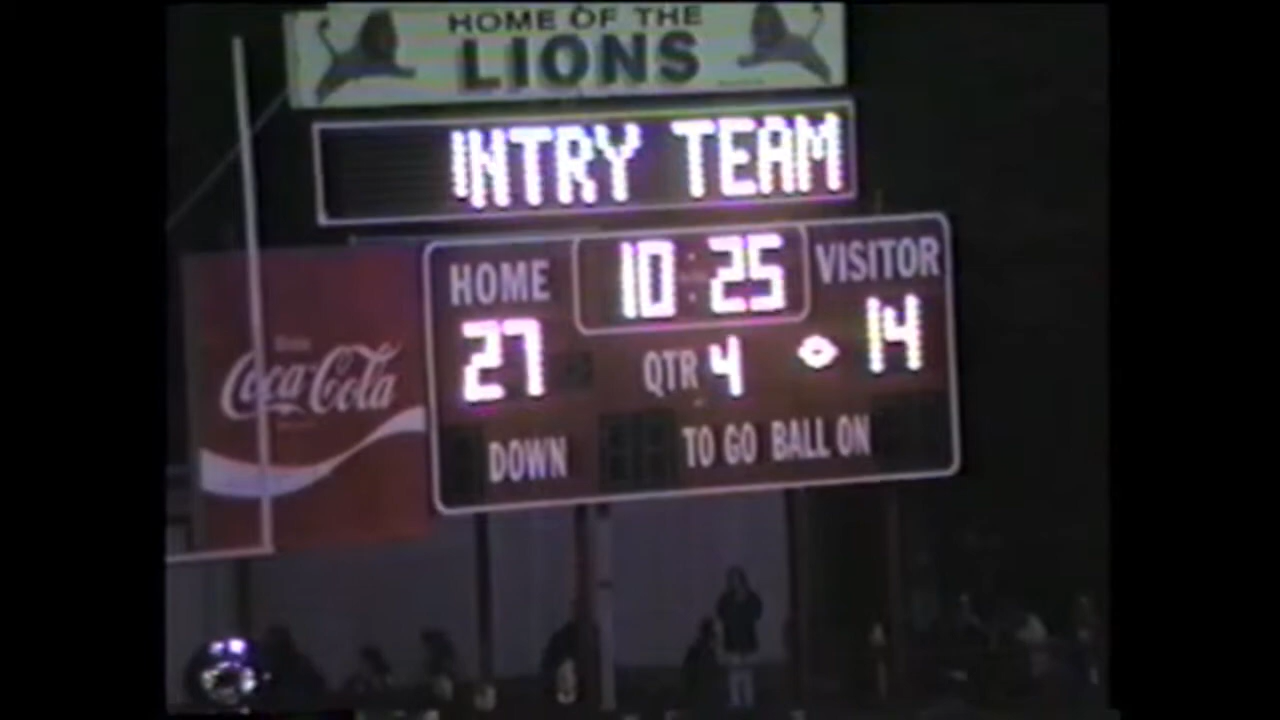 HOME OF THE
LIONS
INTRY TEAM
HOME
10:25
VISITOR
27
QTR 4
14
Coca-Cola
DOWN
TO GO
BALL ON